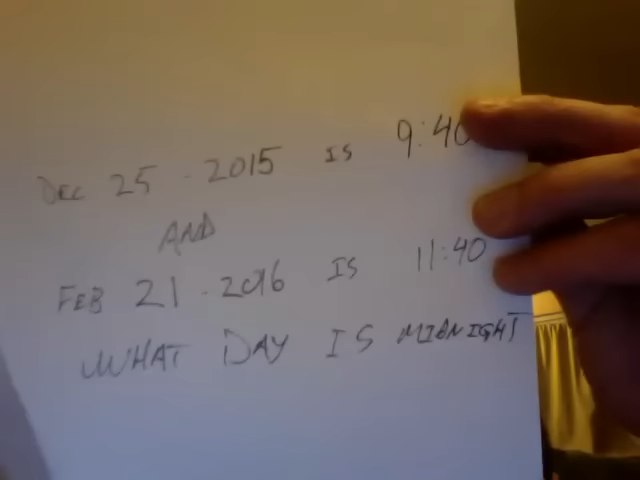 DEC 25 . 2015 IS 9:40
AND
FEB 21 . 2016 IS 11:40
WHAT DAY IS MIDNIGHT